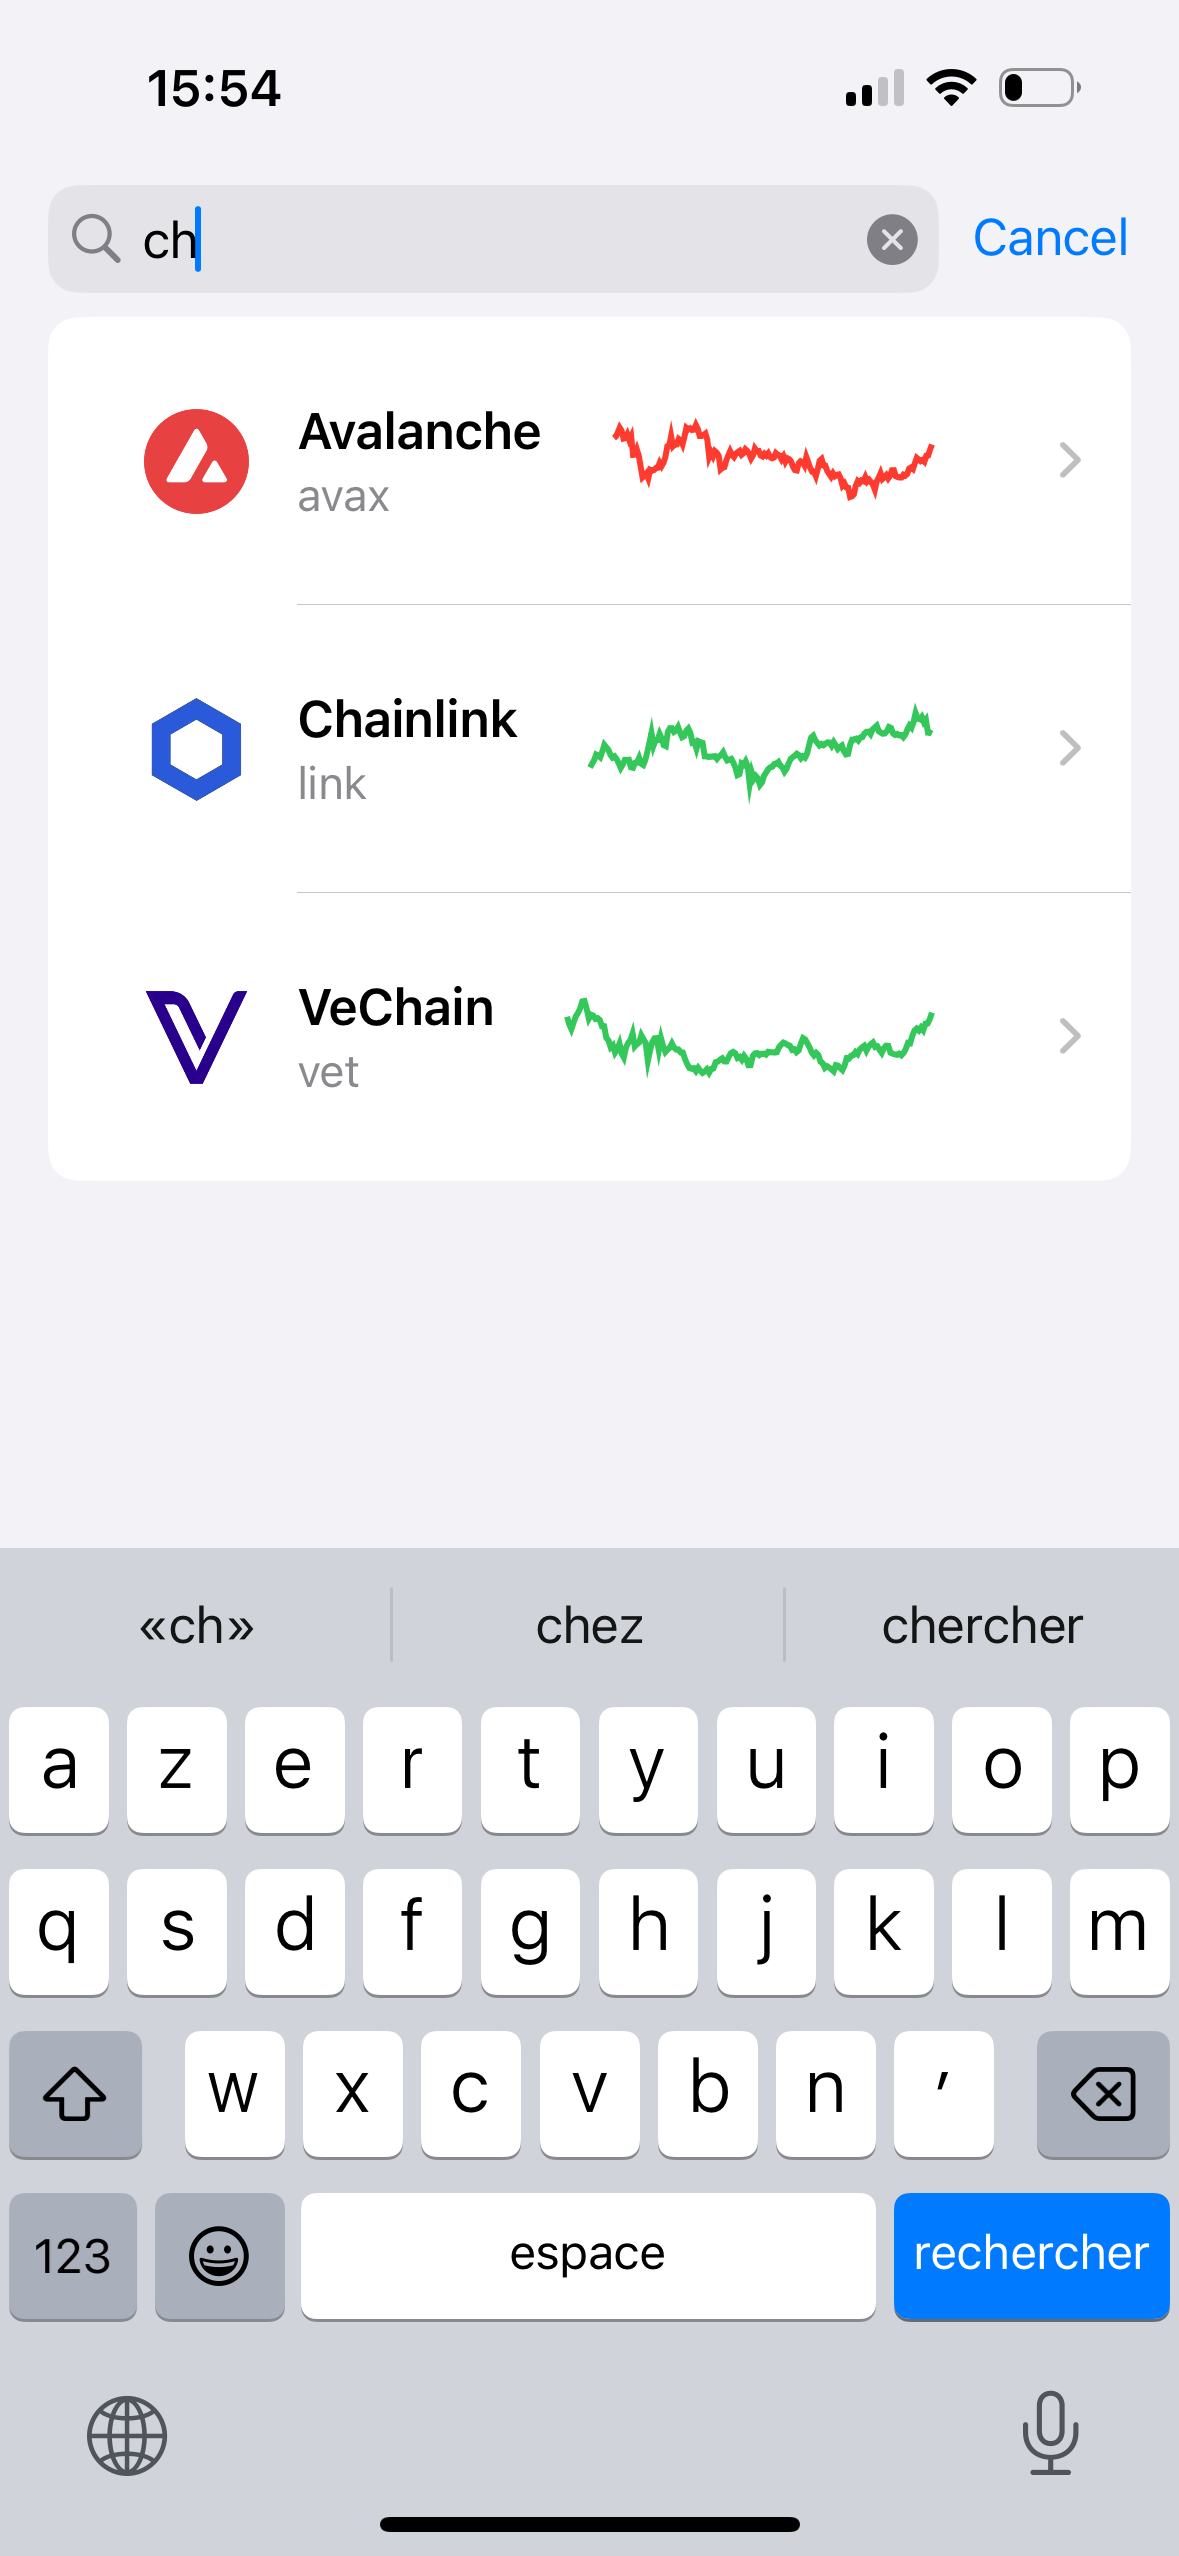 15:54
ch
Cancel
Avalanche
avax
Chainlink
link
VeChain
vet
«ch» chez chercher
a z e r t y u i o p
q s d f g h j k l m
w x c v b n ’
123 espace rechercher